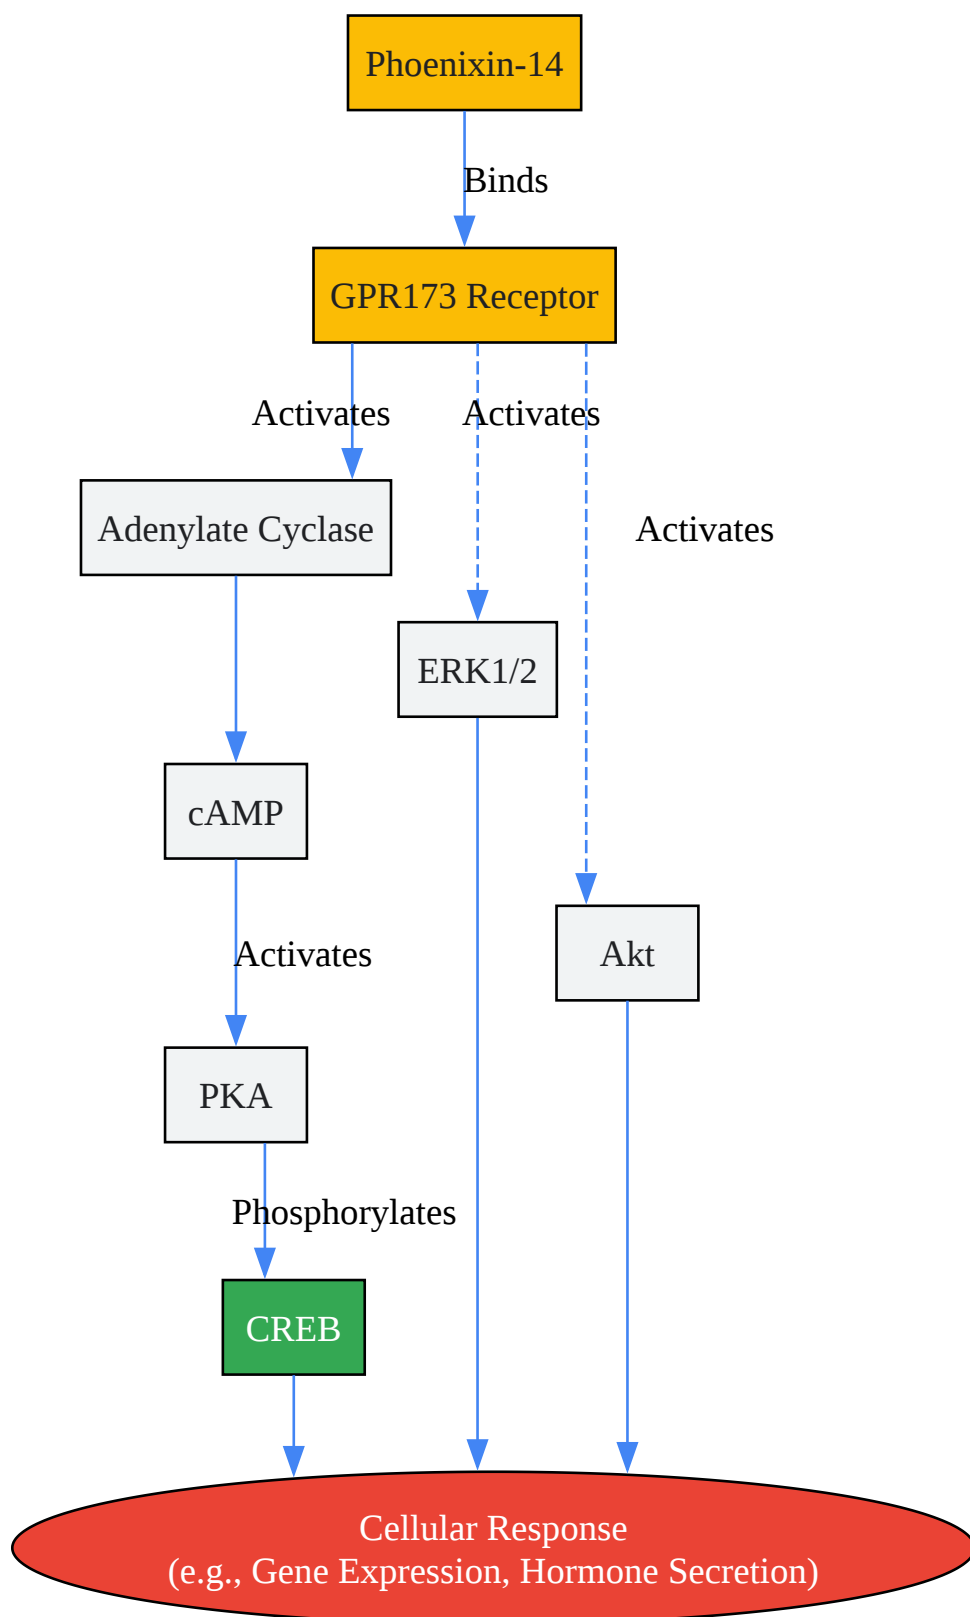 Phoenixin-14
Binds
GPR173 Receptor
Activates
Activates
Adenylate Cyclase
Activates
ERK1/2
cAMP
Activates
Akt
PKA
Phosphorylates
CREB
Cellular Response
(e.g., Gene Expression, Hormone Secretion)